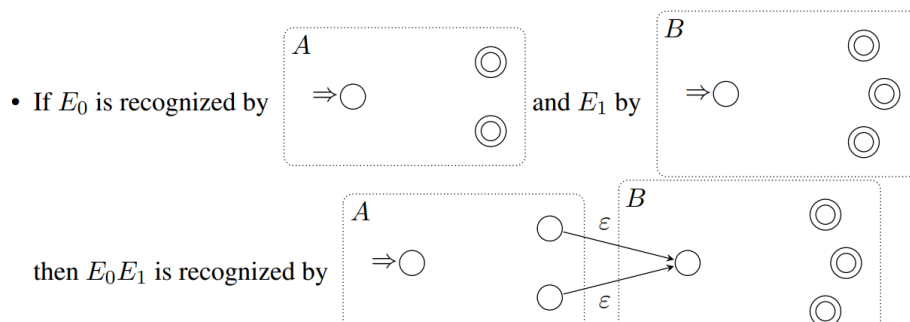 A B
• If E₀ is recognized by ⇒ and E₁ by ⇒
A B
ε
then E₀E₁ is recognized by ⇒
ε